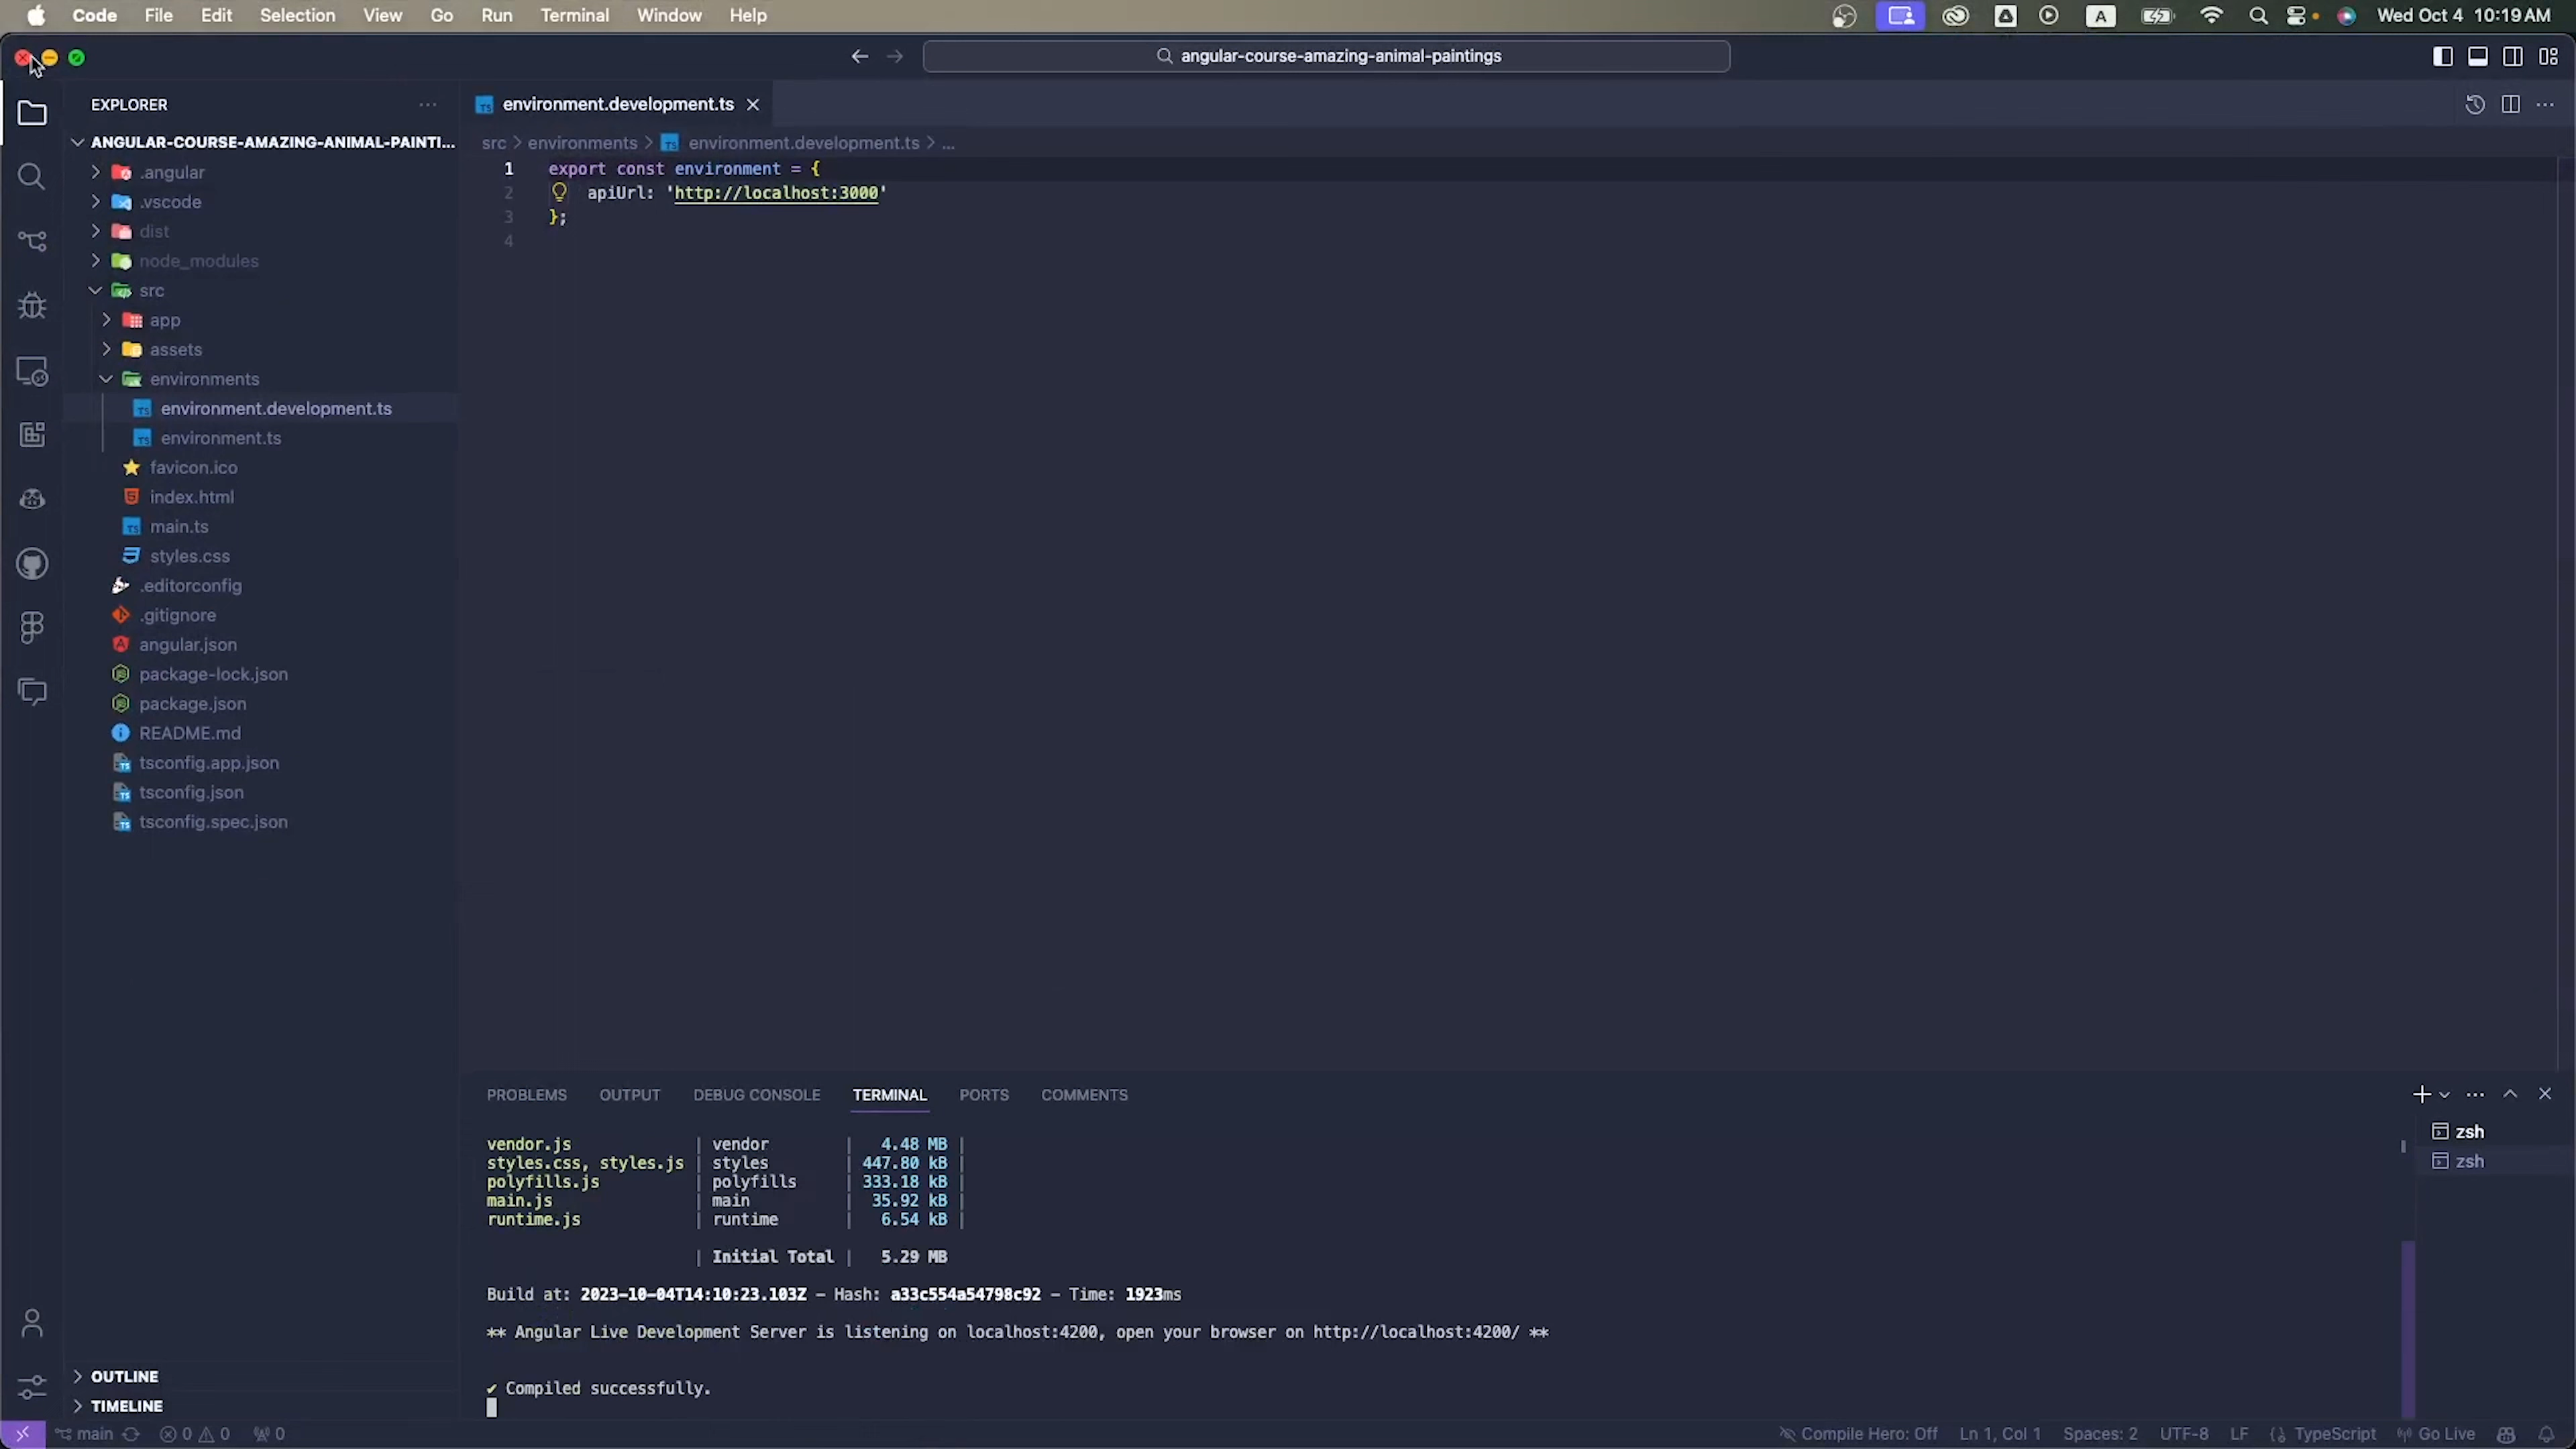 Code File Edit Selection View Go Run Terminal Window Help A Wed Oct 4 10:19 AM
angular-course-amazing-animal-paintings
EXPLORER
ANGULAR-COURSE-AMAZING-ANIMAL-PAINTI...
.angular
.vscode
dist
node_modules
src
app
assets
environments
environment.development.ts
environment.ts
favicon.ico
index.html
main.ts
styles.css
.editorconfig
.gitignore
angular.json
package-lock.json
package.json
README.md
tsconfig.app.json
tsconfig.json
tsconfig.spec.json
OUTLINE
TIMELINE
environment.development.ts
src > environments > environment.development.ts > ...
1 export const environment = {
2 apiUrl: 'http://localhost:3000'
3 };
4
PROBLEMS OUTPUT DEBUG CONSOLE TERMINAL PORTS COMMENTS
vendor.js | vendor | 4.48 MB |
styles.css, styles.js | styles | 447.80 kB |
polyfills.js | polyfills | 333.18 kB |
main.js | main | 35.92 kB |
runtime.js | runtime | 6.54 kB |
| Initial Total | 5.29 MB
Build at: 2023-10-04T14:10:23.103Z – Hash: a33c554a54798c92 – Time: 1923ms
** Angular Live Development Server is listening on localhost:4200, open your browser on http://localhost:4200/ **
✔ Compiled successfully.
zsh
zsh
main 0 0 0 Compile Hero: Off Ln 1, Col 1 Spaces: 2 UTF-8 LF TypeScript Go Live